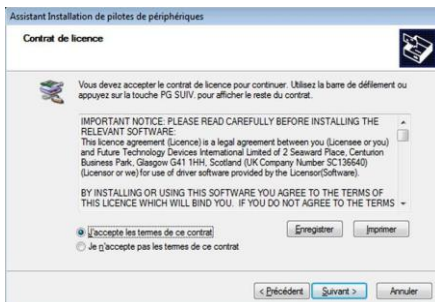 Assistant Installation de pilotes de périphériques
Contrat de licence
Vous devez accepter le contrat de licence pour continuer. Utilisez la barre de défilement ou
appuyez sur la touche PG SUIV. pour afficher le reste du contrat.
IMPORTANT NOTICE: PLEASE READ CAREFULLY BEFORE INSTALLING THE
RELEVANT SOFTWARE:
This licence agreement (Licence) is a legal agreement between you (Licensee or you)
and Future Technology Devices International Limited of 2 Seaward Place, Centurion
Business Park, Glasgow G41 1HH, Scotland (UK Company Number SC136640)
(Licensor or we) for use of driver software provided by the Licensor(Software).
BY INSTALLING OR USING THIS SOFTWARE YOU AGREE TO THE TERMS OF
THIS LICENCE WHICH WILL BIND YOU. IF YOU DO NOT AGREE TO THE TERMS
J'accepte les termes de ce contrat
Enregistrer Imprimer
Je n'accepte pas les termes de ce contrat
< Précédent Suivant > Annuler